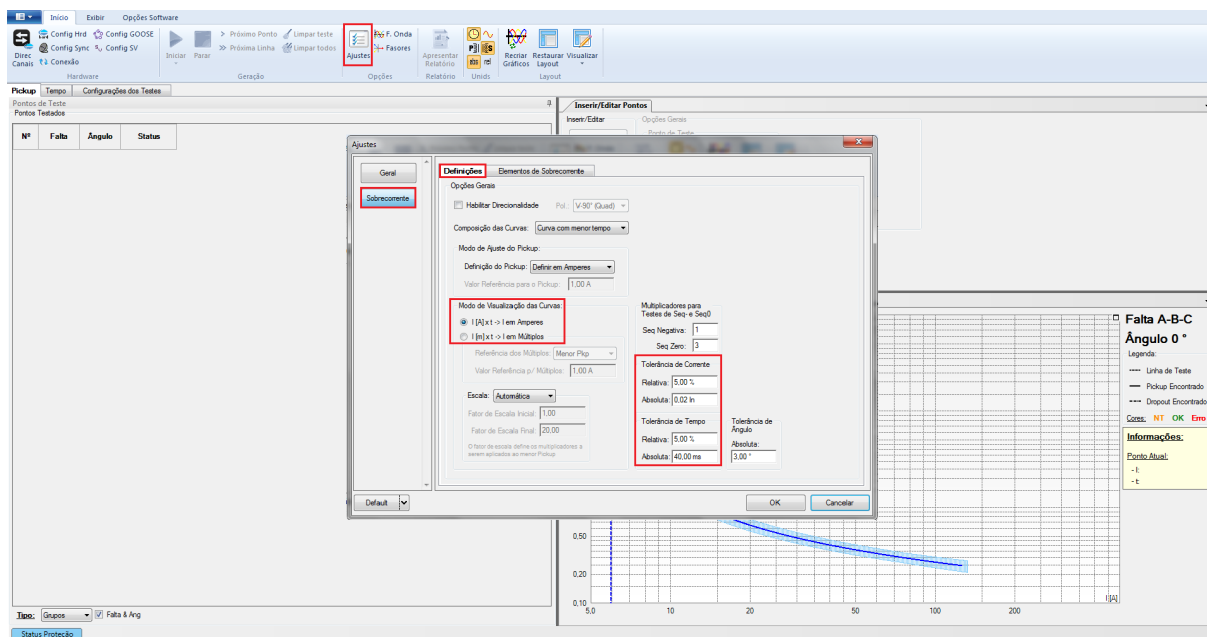 Início Exibir Opções Software
Direc Canais
Config Hrd Config GOOSE
Config Sync Config SV
Conexão
Hardware
Iniciar Parar
Próximo Ponto Limpar teste
Próxima Linha Limpar todos
Geração
Ajustes
F. Onda
Fasores
Opções
Apresentar Relatório
Relatório
abs rel
Unids
Recriar Gráficos
Restaurar Layout
Visualizar
Layout
Pickup Tempo Configurações dos Testes
Pontos de Teste
Pontos Testados
Nº Falta Ângulo Status
Tipo: Grupos Falta & Ang
Status Proteção
Inserir/Editar Pontos
Inserir/Editar Opções Gerais
Ponto de Teste
Ajustes
Geral
Sobrecorrente
Definições Elementos de Sobrecorrente
Opções Gerais
Habilitar Direcionalidade Pol.: V-90° (Quad)
Composição das Curvas: Curva com menor tempo
Modo de Ajuste do Pickup:
Definição do Pickup: Definir em Amperes
Valor Referência para o Pickup: 1,00 A
Modo de Visualização das Curvas:
I [A] x t -> I em Amperes
I [m] x t -> I em Múltiplos
Referência dos Múltiplos: Menor Pkp
Valor Referência p/ Múltiplos: 1,00 A
Escala: Automática
Fator de Escala Inicial: 1.00
Fator de Escala Final: 20,00
O fator de escala define os multiplicadores a
serem aplicados ao menor Pickup
Multiplicadores para
Testes de Seq- e Seq0
Seq Negativa: 1
Seq Zero: 3
Tolerância de Corrente
Relativa: 5,00 %
Absoluta: 0,02 In
Tolerância de Tempo
Relativa: 5,00 %
Absoluta: 40,00 ms
Tolerância de
Ângulo
Absoluta:
3,00 °
Default
OK Cancelar
Falta A-B-C
Ângulo 0 °
Legenda:
Linha de Teste
Pickup Encontrado
Dropout Encontrado
Cores: NT OK Erro
Informações:
Ponto Atual:
- I:
- t:
0,50
0,20
0,10
5,0 10 20 50 100 200
I [A]